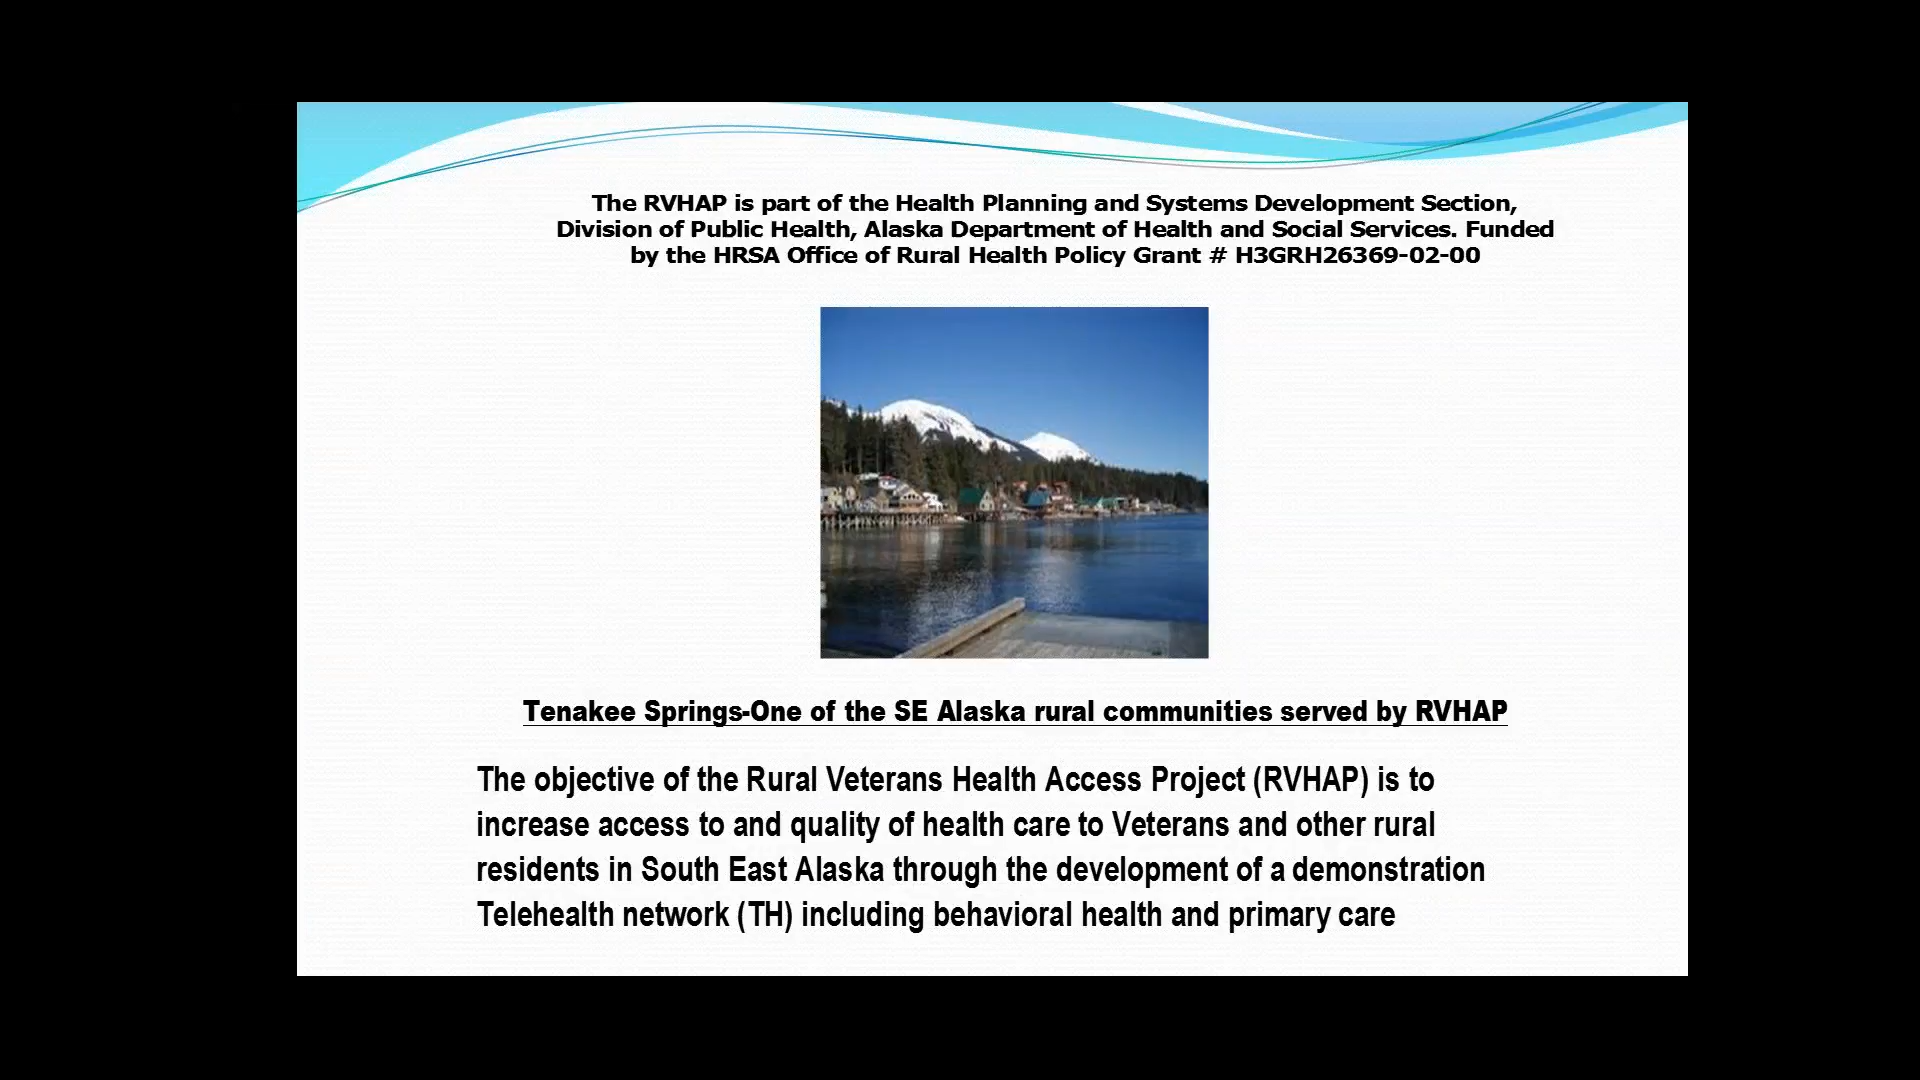 The RVHAP is part of the Health Planning and Systems Development Section,
Division of Public Health, Alaska Department of Health and Social Services. Funded
by the HRSA Office of Rural Health Policy Grant # H3GRH26369-02-00
Tenakee Springs-One of the SE Alaska rural communities served by RVHAP
The objective of the Rural Veterans Health Access Project (RVHAP) is to
increase access to and quality of health care to Veterans and other rural
residents in South East Alaska through the development of a demonstration
Telehealth network (TH) including behavioral health and primary care